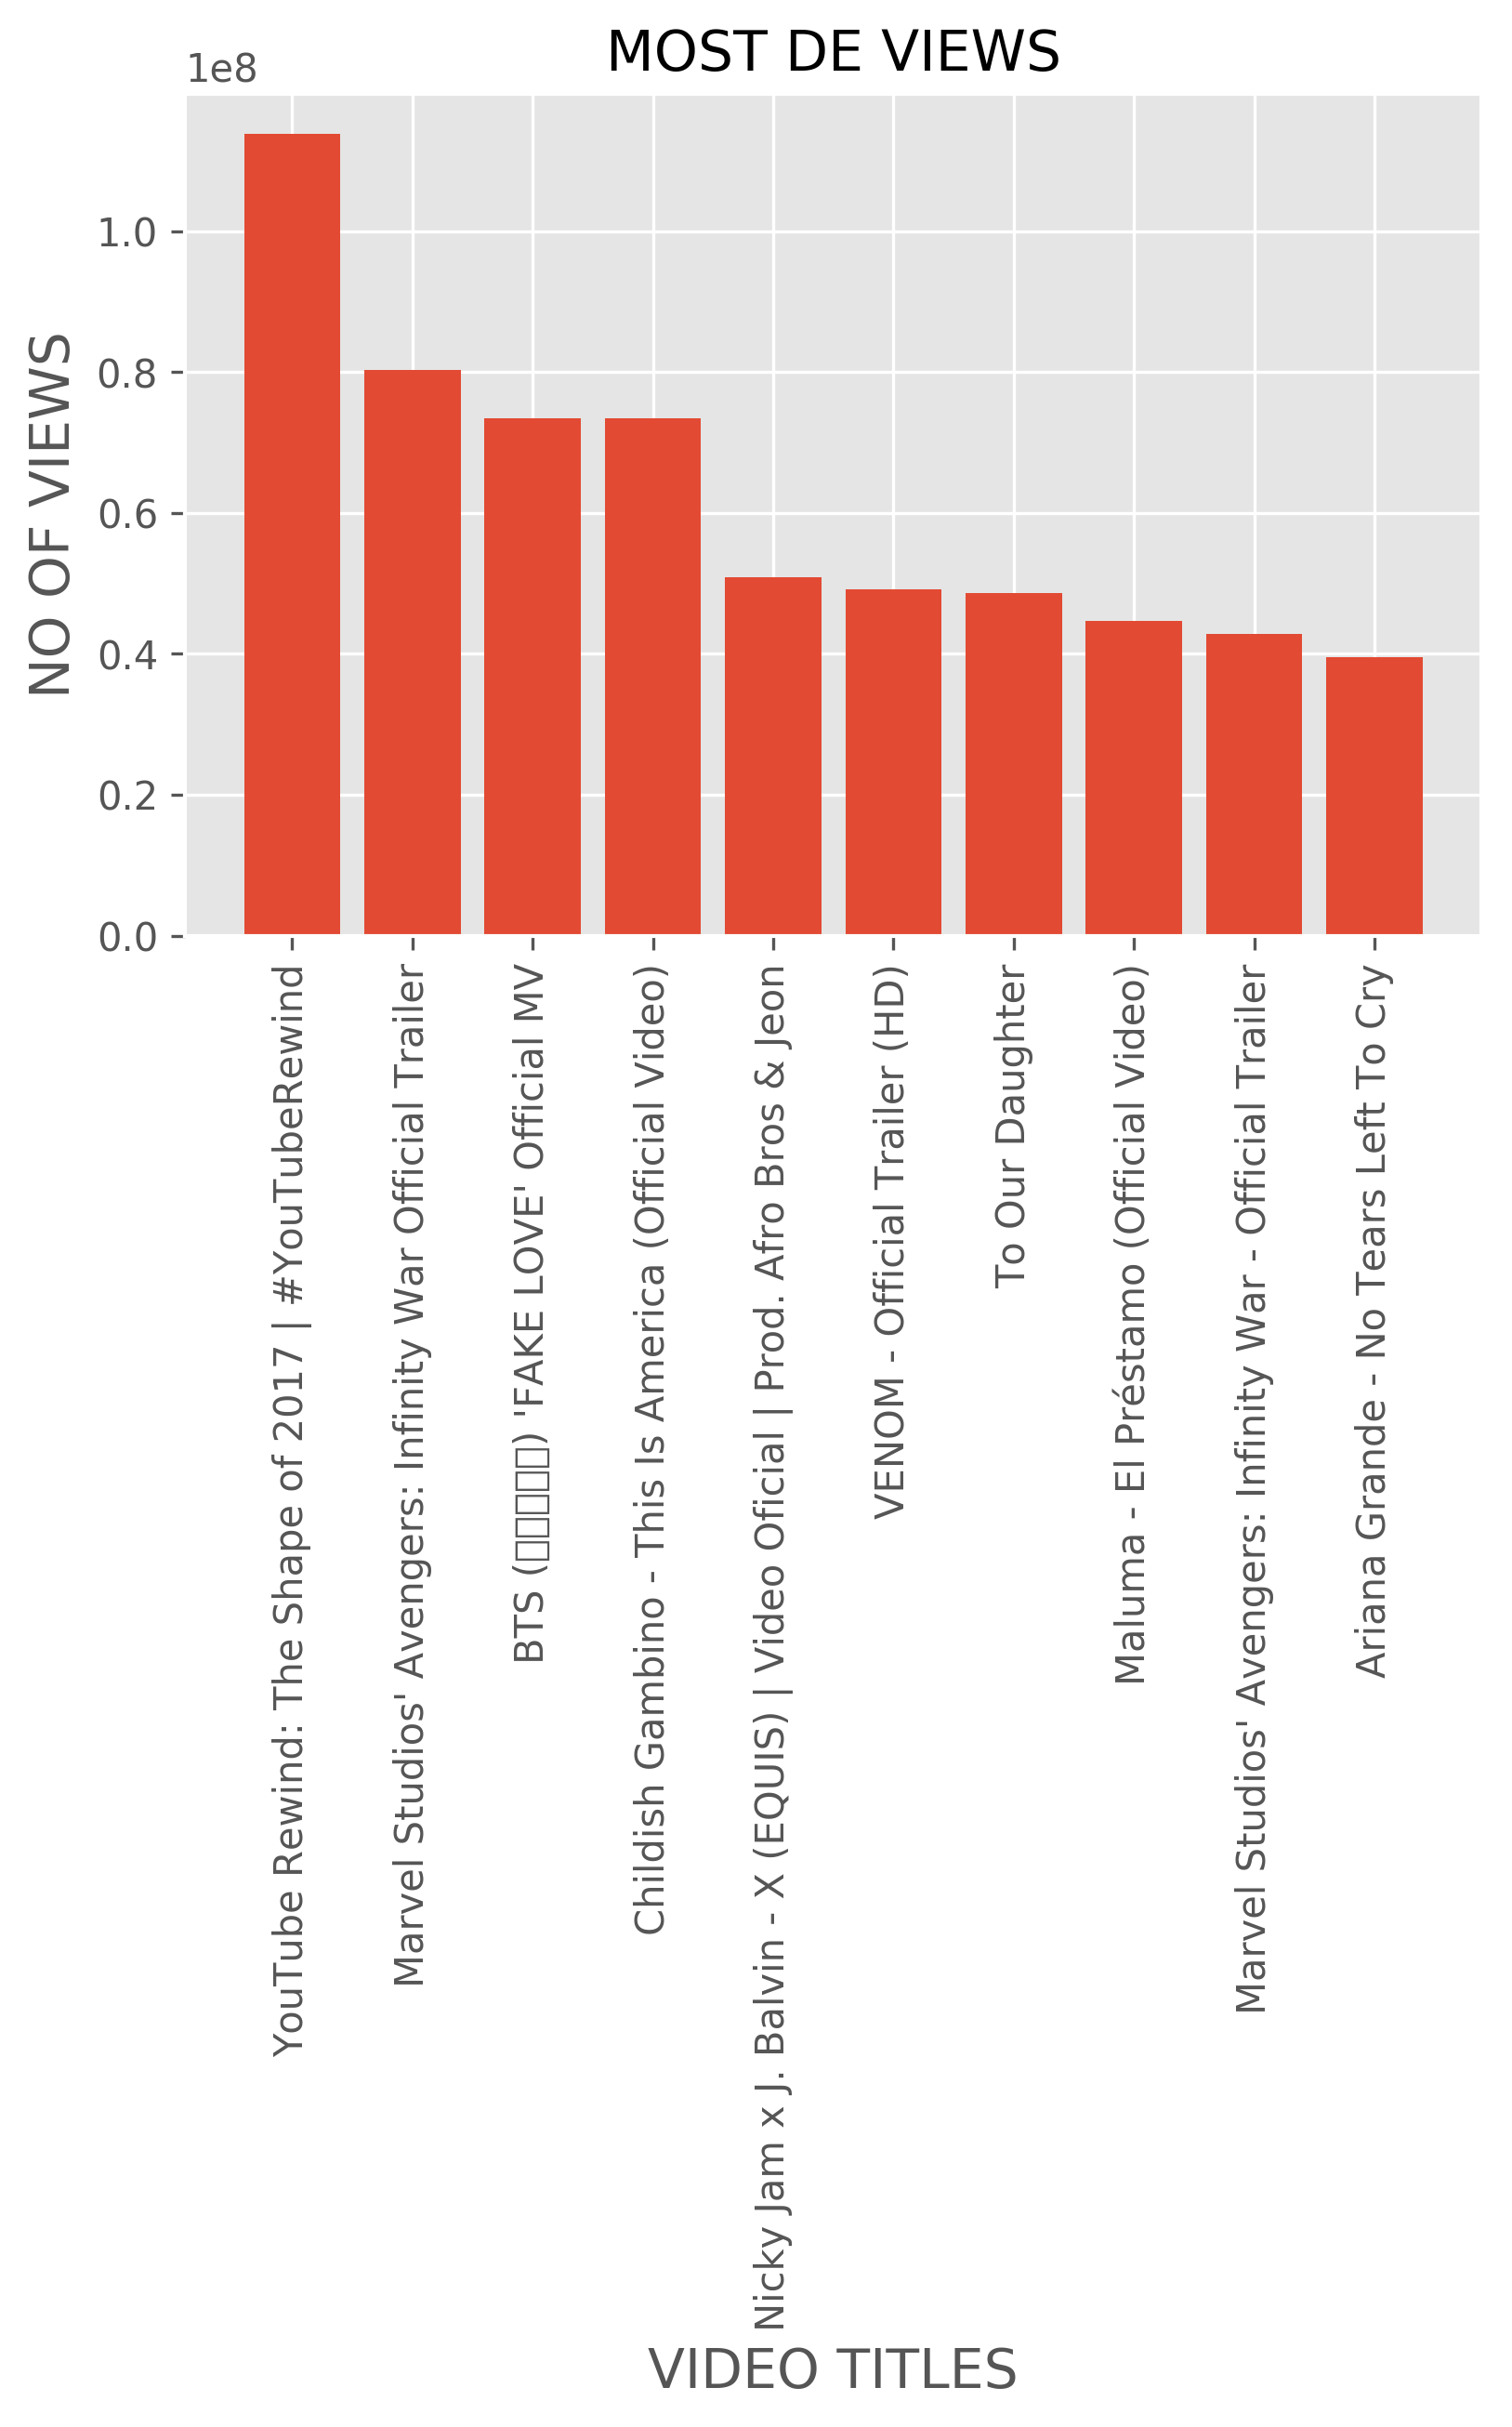 MOST DE VIEWS
1e8
NO OF VIEWS
1.0
0.8
0.6
0.4
0.2
0.0
YouTube Rewind: The Shape of 2017 | #YouTubeRewind
Marvel Studios' Avengers: Infinity War Official Trailer
BTS (□□□□□) 'FAKE LOVE' Official MV
Childish Gambino - This Is America (Official Video)
Nicky Jam x J. Balvin - X (EQUIS) | Video Oficial | Prod. Afro Bros & Jeon
VENOM - Official Trailer (HD)
To Our Daughter
Maluma - El Préstamo (Official Video)
Marvel Studios' Avengers: Infinity War - Official Trailer
Ariana Grande - No Tears Left To Cry
VIDEO TITLES